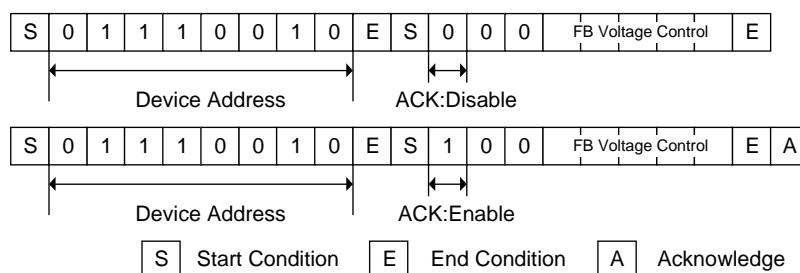 S 0 1 1 1 0 0 1 0 E S 0 0 0 FB Voltage Control E
Device Address ACK:Disable
S 0 1 1 1 0 0 1 0 E S 1 0 0 FB Voltage Control E A
Device Address ACK:Enable
S Start Condition E End Condition A Acknowledge